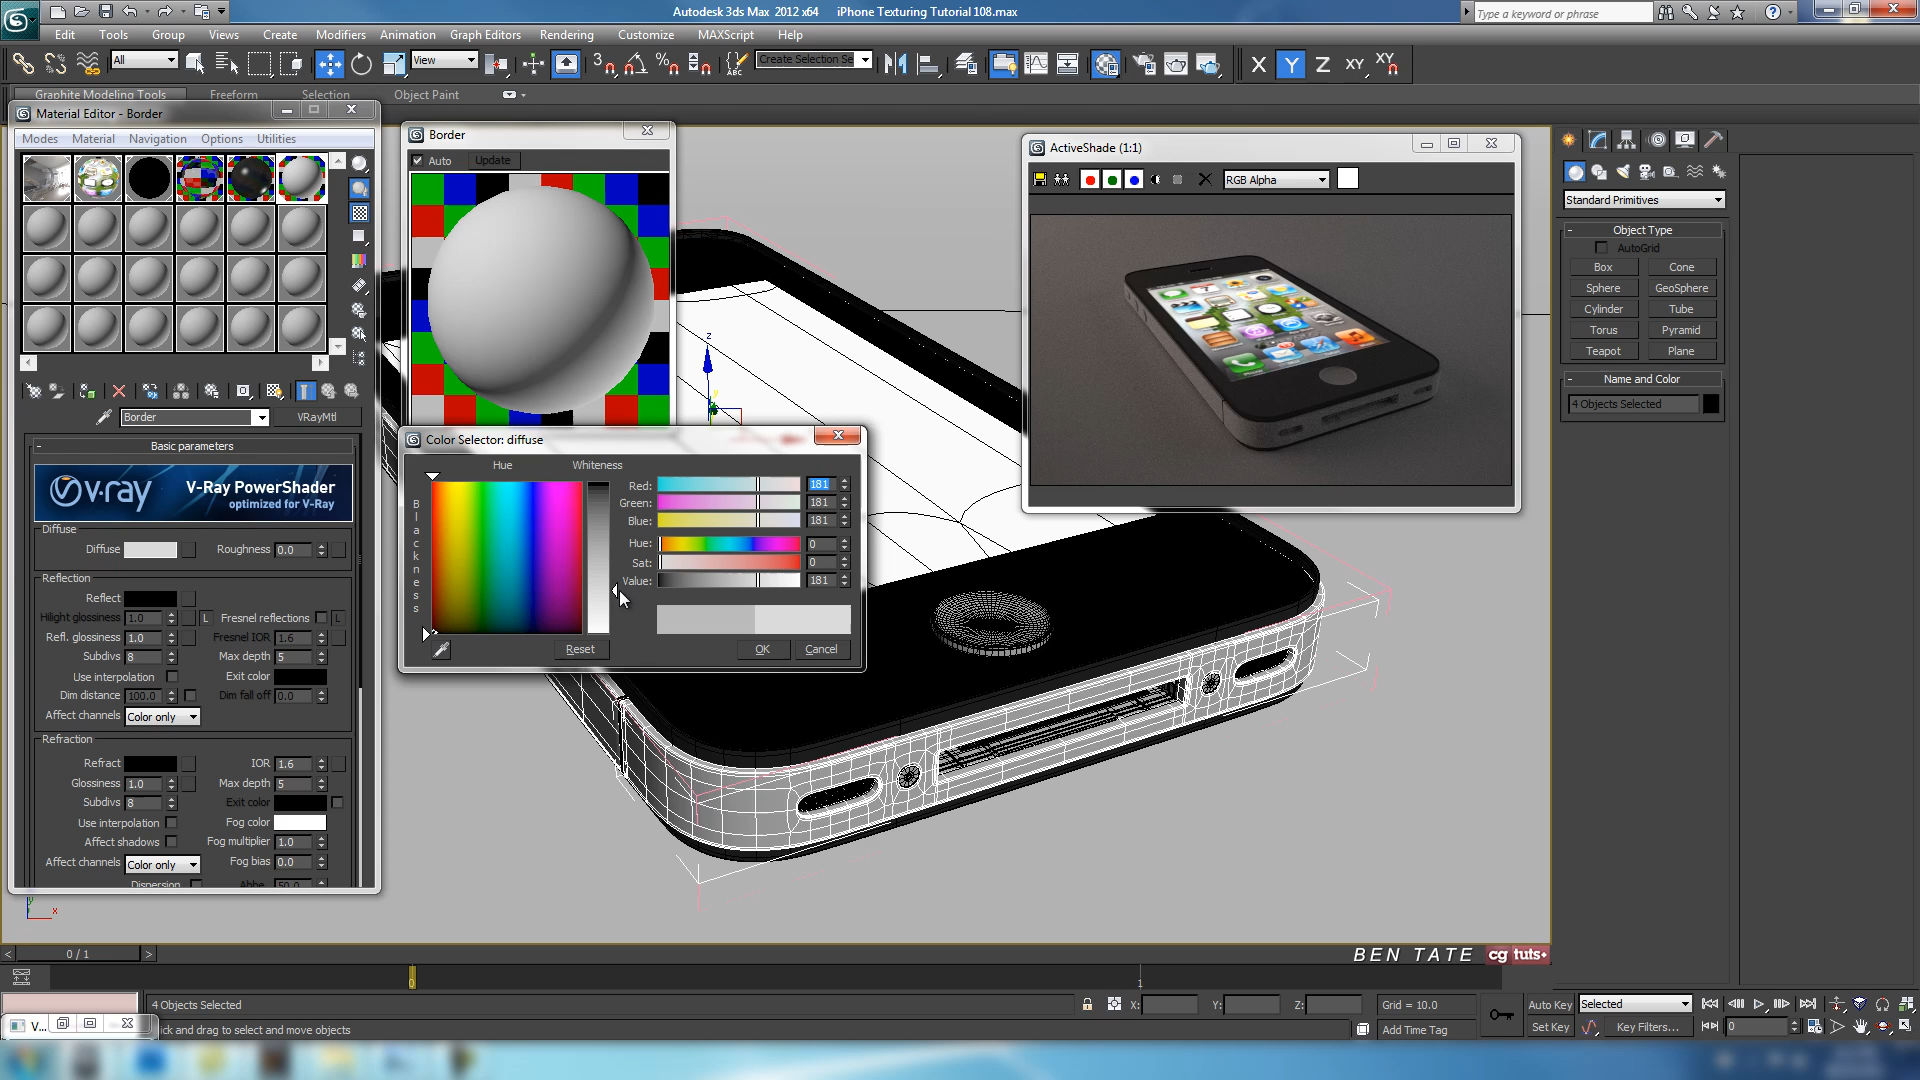 Autodesk 3ds Max 2012 x64 iPhone Texturing Tutorial 108.max
Type a keyword or phrase
Edit Tools Group Views Create Modifiers Animation Graph Editors Rendering Customize MAXScript Help
All
View
Create Selection Se
X Y Z XY XY
Graphite Modeling Tools Freeform Selection Object Paint
Material Editor - Border
Modes Material Navigation Options Utilities
Border
Auto Update
ActiveShade (1:1)
RGB Alpha
Standard Primitives
Object Type
AutoGrid
Box Cone
Sphere GeoSphere
Cylinder Tube
Torus Pyramid
Teapot Plane
Name and Color
4 Objects Selected
Border VRayMtl
Basic parameters
v·ray V-Ray PowerShader
optimized for V-Ray
Diffuse
Diffuse Roughness 0.0
Reflection
Reflect
Hilight glossiness 1.0 L Fresnel reflections L
Refl. glossiness 1.0 Fresnel IOR 1.6
Subdivs 8 Max depth 5
Use interpolation Exit color
Dim distance 100.0 Dim fall off 0.0
Affect channels Color only
Refraction
Refract IOR 1.6
Glossiness 1.0 Max depth 5
Subdivs 8 Exit color
Use interpolation Fog color
Affect shadows Fog multiplier 1.0
Affect channels Color only Fog bias 0.0
Dispersion Abbe 50.0
Color Selector: diffuse
Hue Whiteness
Blackness
Red: 181
Green: 181
Blue: 181
Hue: 0
Sat: 0
Value: 181
Reset OK Cancel
z
y
x
y
0 / 1
BEN TATE cg tuts+
0 1
4 Objects Selected X: Y: Z: Grid = 10.0 Auto Key Selected
V... ick and drag to select and move objects Add Time Tag Set Key Key Filters... 0